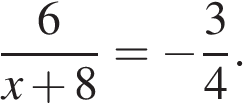 6/(x + 8) = −3/4.